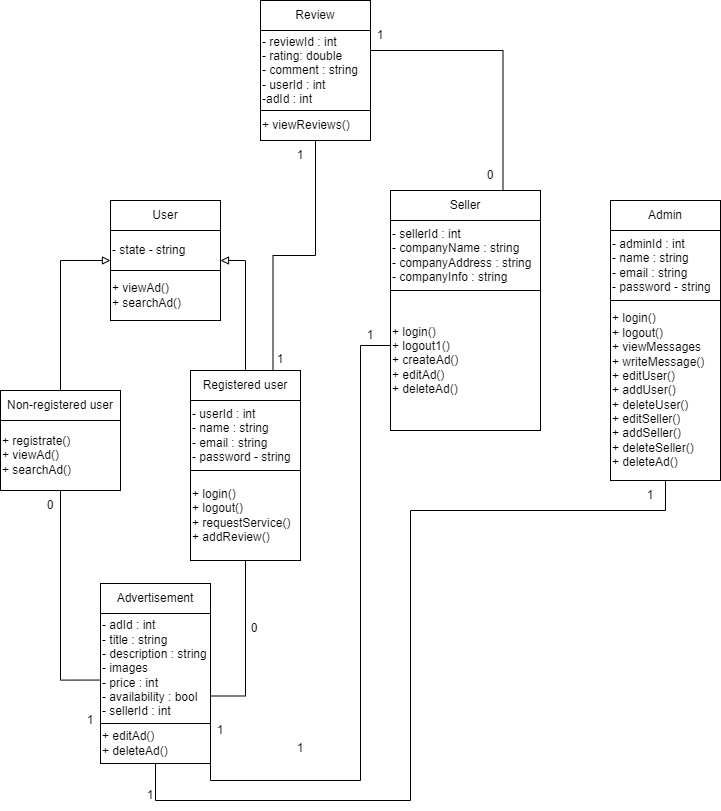 Review
- reviewId : int
- rating: double
- comment : string
- userId : int
-adId : int
+ viewReviews()
1
1
0
User
- state - string
+ viewAd()
+ searchAd()
Seller
- sellerId : int
- companyName : string
- companyAddress : string
- companyInfo : string
+ login()
+ logout1()
+ createAd()
+ editAd()
+ deleteAd()
Admin
- adminId : int
- name : string
- email : string
- password - string
+ login()
+ logout()
+ viewMessages
+ writeMessage()
+ editUser()
+ addUser()
+ deleteUser()
+ editSeller()
+ addSeller()
+ deleteSeller()
+ deleteAd()
1
1
1
Non-registered user
+ registrate()
+ viewAd()
+ searchAd()
0
Registered user
- userId : int
- name : string
- email : string
- password - string
+ login()
+ logout()
+ requestService()
+ addReview()
0
Advertisement
- adId : int
- title : string
- description : string
- images
- price : int
- availability : bool
- sellerId : int
+ editAd()
+ deleteAd()
1
1
1
1